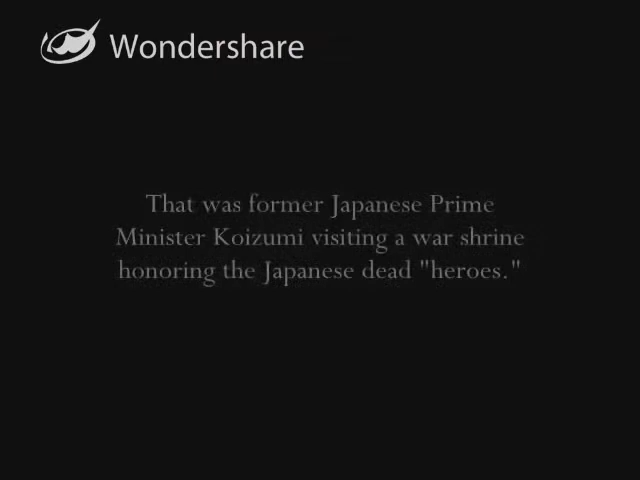 Wondershare
That was former Japanese Prime
Minister Koizumi visiting a war shrine
honoring the Japanese dead "heroes."